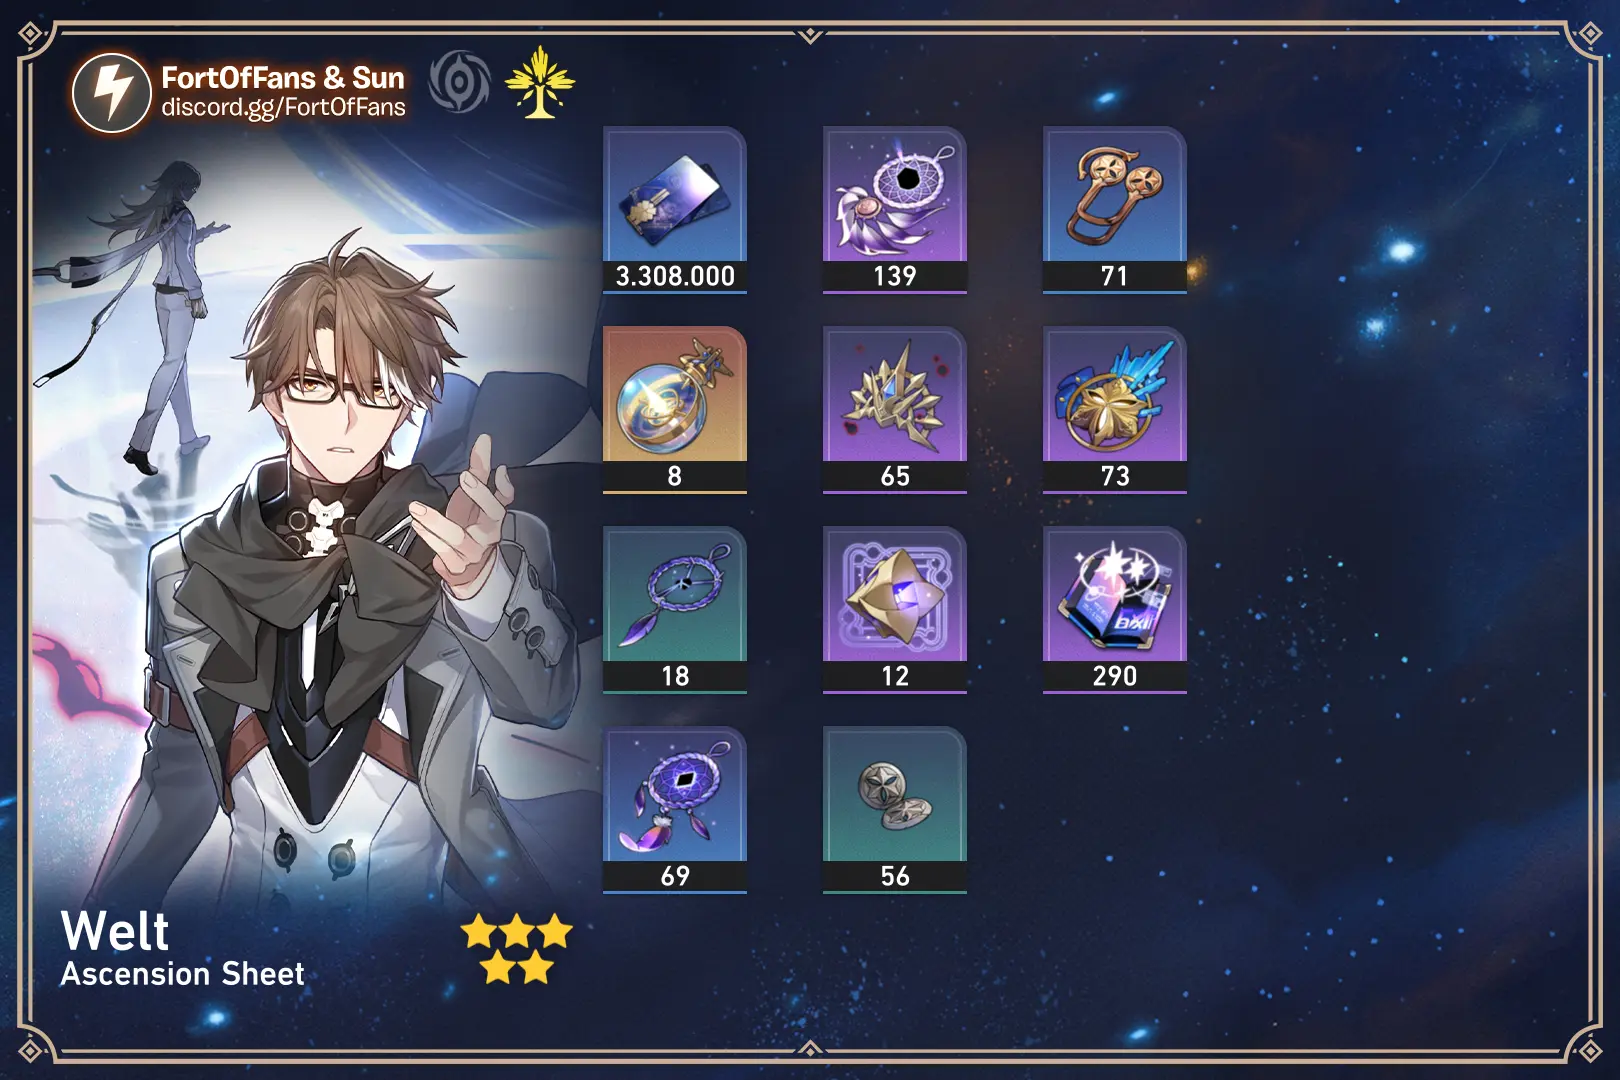 FortOfFans & Sun
discord.gg/FortOfFans
3.308.000
139
71
8
65
73
18
12
290
69
56
Welt
Ascension Sheet